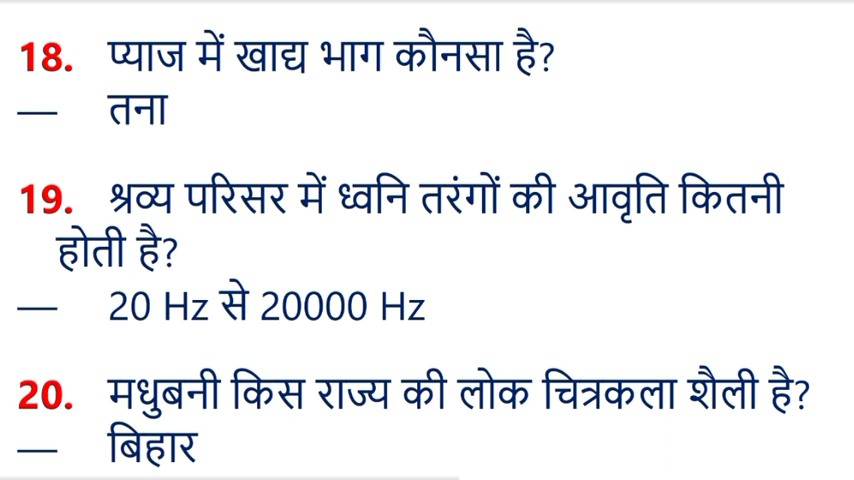 18. प्याज में खाद्य भाग कौनसा है?
— तना
19. श्रव्य परिसर में ध्वनि तरंगों की आवृति कितनी
होती है?
— 20 Hz से 20000 Hz
20. मधुबनी किस राज्य की लोक चित्रकला शैली है?
— बिहार